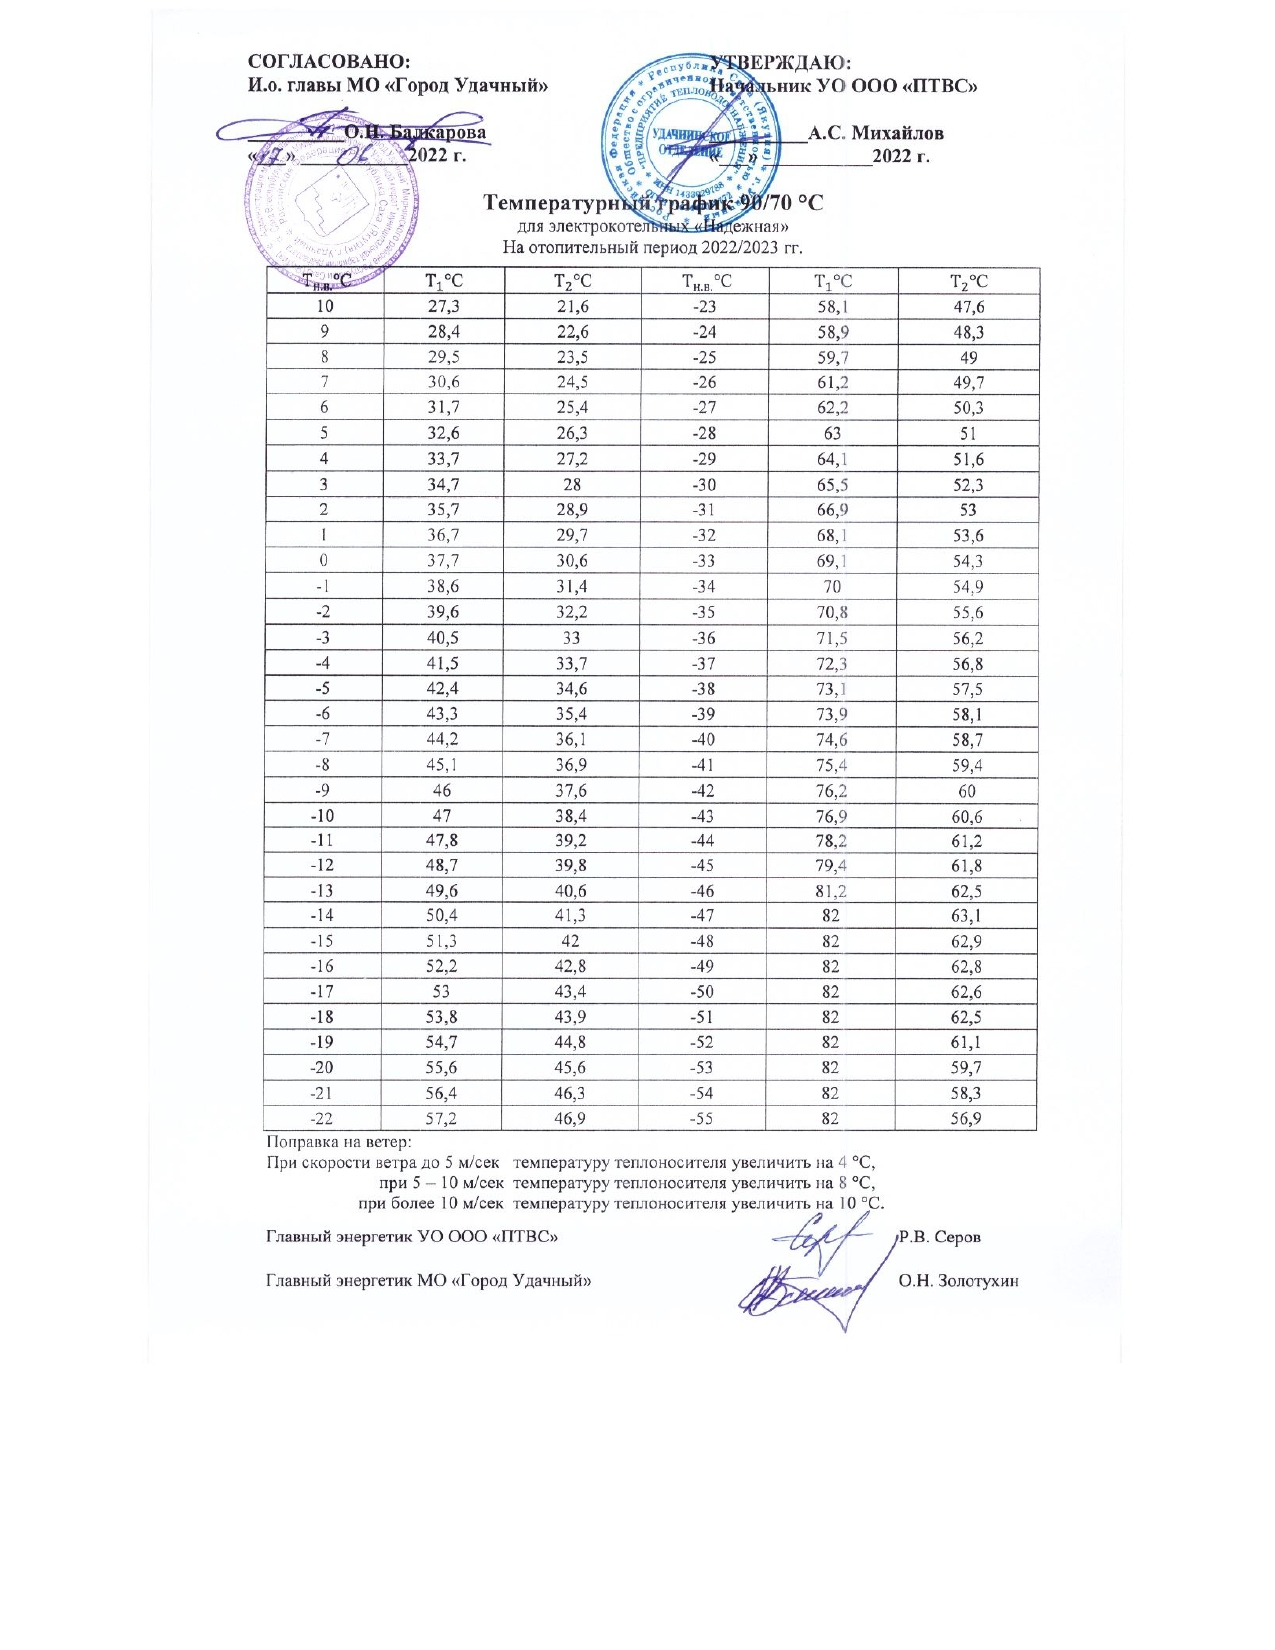 СОГЛАСОВАНО:
И.о. главы МО «Город Удачный»
О.Н. Балкарова
«17» 06 2022 г.
УТВЕРЖДАЮ:
Начальник УО ООО «ПТВС»
А.С. Михайлов
«___» ____________2022 г.
УДАЧНИНСКОЕ
ОТДЕЛЕНИЕ
Температурный график 90/70 °С
для электрокотельных «Надежная»
На отопительный период 2022/2023 гг.
Тн.в.°С Т1°С Т2°С Тн.в.°С Т1°С Т2°С
10 27,3 21,6 -23 58,1 47,6
9 28,4 22,6 -24 58,9 48,3
8 29,5 23,5 -25 59,7 49
7 30,6 24,5 -26 61,2 49,7
6 31,7 25,4 -27 62,2 50,3
5 32,6 26,3 -28 63 51
4 33,7 27,2 -29 64,1 51,6
3 34,7 28 -30 65,5 52,3
2 35,7 28,9 -31 66,9 53
1 36,7 29,7 -32 68,1 53,6
0 37,7 30,6 -33 69,1 54,3
-1 38,6 31,4 -34 70 54,9
-2 39,6 32,2 -35 70,8 55,6
-3 40,5 33 -36 71,5 56,2
-4 41,5 33,7 -37 72,3 56,8
-5 42,4 34,6 -38 73,1 57,5
-6 43,3 35,4 -39 73,9 58,1
-7 44,2 36,1 -40 74,6 58,7
-8 45,1 36,9 -41 75,4 59,4
-9 46 37,6 -42 76,2 60
-10 47 38,4 -43 76,9 60,6
-11 47,8 39,2 -44 78,2 61,2
-12 48,7 39,8 -45 79,4 61,8
-13 49,6 40,6 -46 81,2 62,5
-14 50,4 41,3 -47 82 63,1
-15 51,3 42 -48 82 62,9
-16 52,2 42,8 -49 82 62,8
-17 53 43,4 -50 82 62,6
-18 53,8 43,9 -51 82 62,5
-19 54,7 44,8 -52 82 61,1
-20 55,6 45,6 -53 82 59,7
-21 56,4 46,3 -54 82 58,3
-22 57,2 46,9 -55 82 56,9
Поправка на ветер:
При скорости ветра до 5 м/сек температуру теплоносителя увеличить на 4 °С,
при 5 – 10 м/сек температуру теплоносителя увеличить на 8 °С,
при более 10 м/сек температуру теплоносителя увеличить на 10 °С.
Главный энергетик УО ООО «ПТВС» Р.В. Серов
Главный энергетик МО «Город Удачный» О.Н. Золотухин